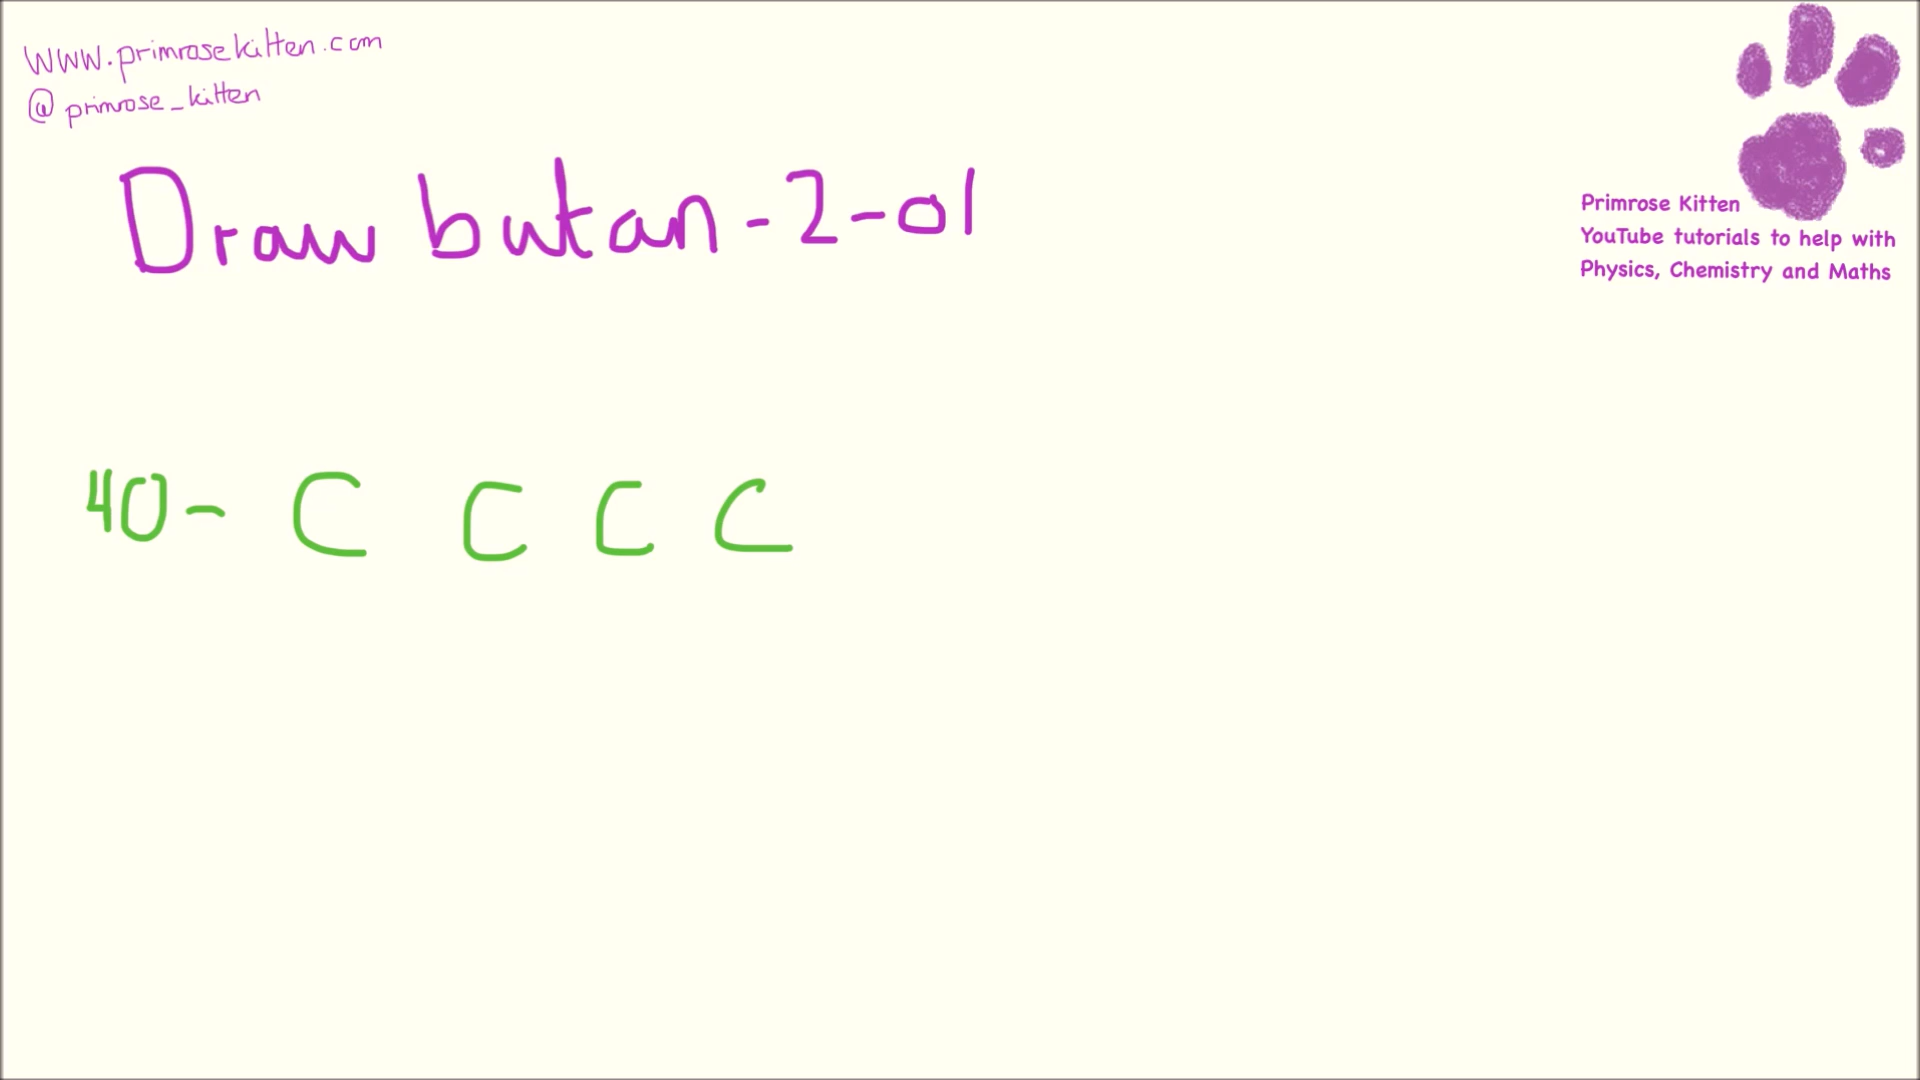 www.primrosekitten.com
@primrose_kitten
Draw butan-2-ol
Primrose Kitten
YouTube tutorials to help with
Physics, Chemistry and Maths
HO- C C C C